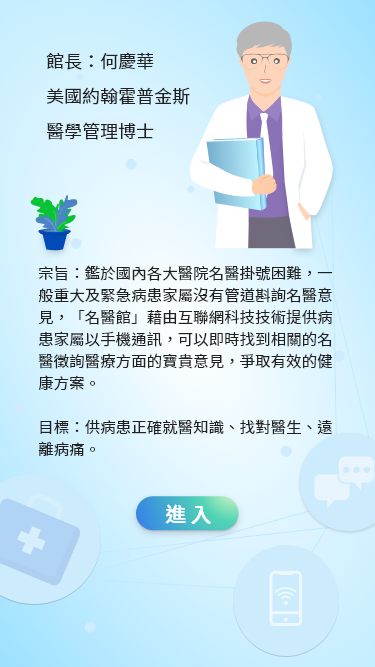 館長：何慶華
美國約翰霍普金斯
醫學管理博士
宗旨：鑑於國內各大醫院名醫掛號困難，一
般重大及緊急病患家屬沒有管道斟詢名醫意
見，「名醫館」藉由互聯網科技技術提供病
患家屬以手機通訊，可以即時找到相關的名
醫徵詢醫療方面的寶貴意見，爭取有效的健
康方案。
目標：供病患正確就醫知識、找對醫生、遠
離病痛。
進入